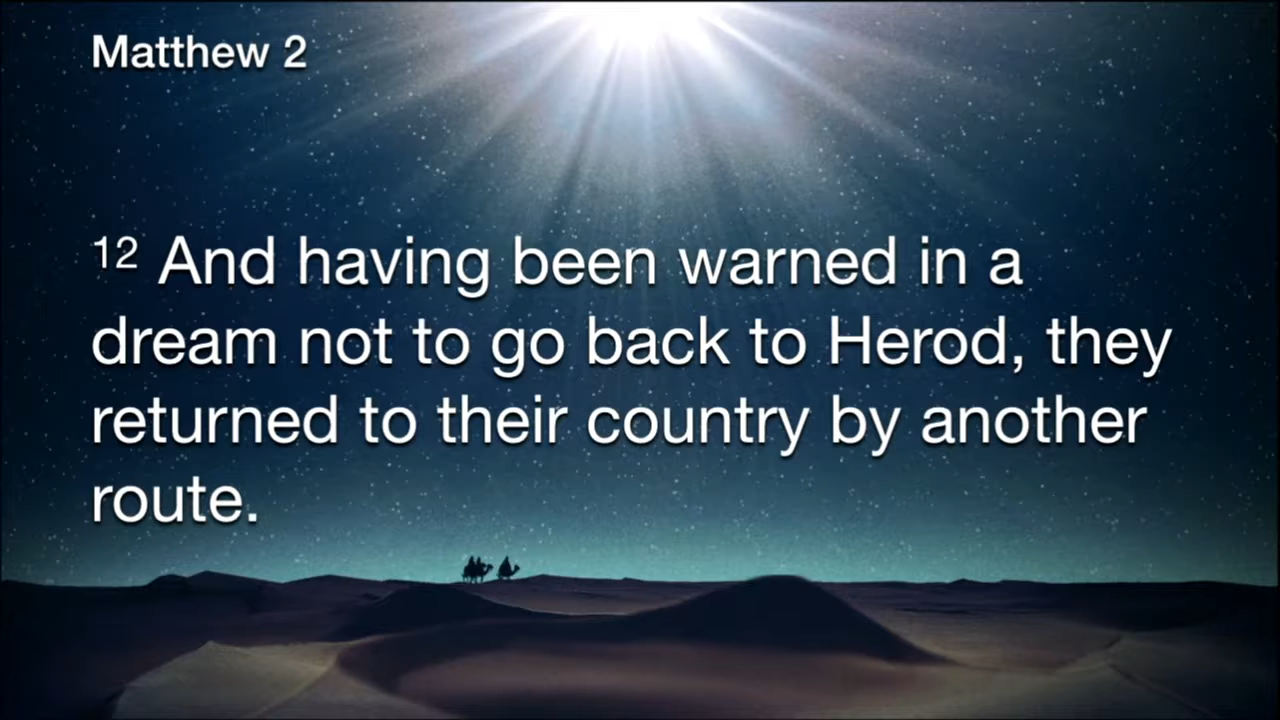 Matthew 2
12 And having been warned in a
dream not to go back to Herod, they
returned to their country by another
route.